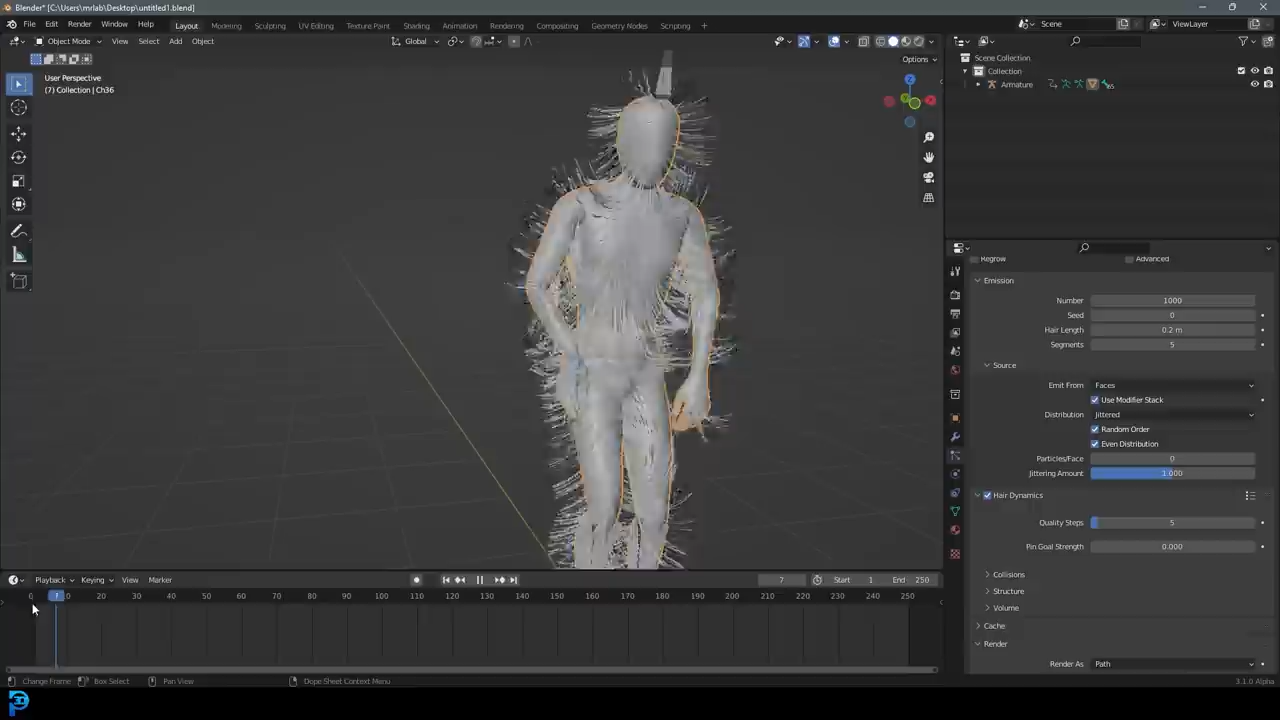 Blender* [C:\Users\mrlab\Desktop\untitled1.blend]
File Edit Render Window Help Layout Modeling Sculpting UV Editing Texture Paint Shading Animation Rendering Compositing Geometry Nodes Scripting Scene ViewLayer
Object Mode View Select Add Object Global
Options
User Perspective
(7) Collection | Ch36
Scene Collection
Collection
Armature
Regrow Advanced
Emission
Number 1000
Seed 0
Hair Length 0.2 m
Segments 5
Source
Emit From Faces
Use Modifier Stack
Distribution Jittered
Random Order
Even Distribution
Particles/Face 0
Jittering Amount 1.000
Hair Dynamics
Quality Steps 5
Pin Goal Strength 0.000
Collisions
Structure
Volume
Cache
Render
Render As Path
Playback Keying View Marker 7 Start 1 End 250
0 7 20 30 40 50 60 70 80 90 100 110 120 130 140 150 160 170 180 190 200 210 220 230 240 250
Change Frame Box Select Pan View Dope Sheet Context Menu 3.1.0 Alpha